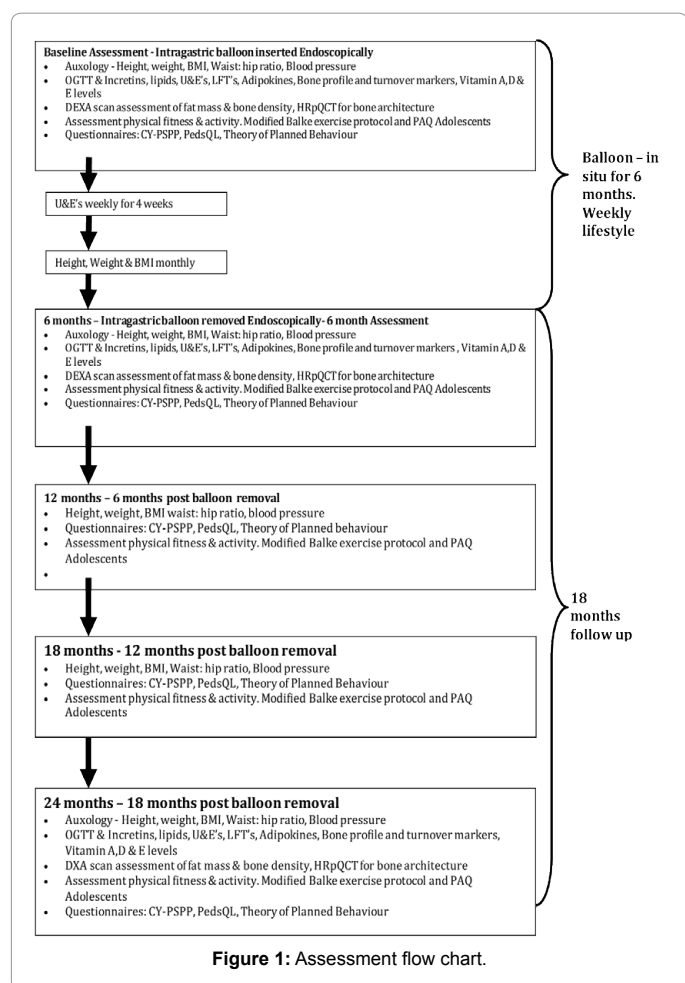 Baseline Assessment - Intragastric balloon inserted Endoscopically
• Auxology - Height, weight, BMI, Waist: hip ratio, Blood pressure
• OGTT & Incretins, lipids, U&E's, LFT's, Adipokines, Bone profile and turnover markers, Vitamin A,D &
E levels
• DEXA scan assessment of fat mass & bone density, HRpQCT for bone architecture
• Assessment physical fitness & activity. Modified Balke exercise protocol and PAQ Adolescents
• Questionnaires: CY-PSPP, PedsQL, Theory of Planned Behaviour
Balloon – in
situ for 6
months.
Weekly
lifestyle
U&E's weekly for 4 weeks
Height, Weight & BMI monthly
6 months – Intragastric balloon removed Endoscopically- 6 month Assessment
• Auxology - Height, weight, BMI, Waist: hip ratio, Blood pressure
• OGTT & Incretins, lipids, U&E's, LFT's, Adipokines, Bone profile and turnover markers , Vitamin A,D &
E levels
• DEXA scan assessment of fat mass & bone density, HRpQCT for bone architecture
• Assessment physical fitness & activity. Modified Balke exercise protocol and PAQ Adolescents
• Questionnaires: CY-PSPP, PedsQL, Theory of Planned Behaviour
12 months – 6 months post balloon removal
• Height, weight, BMI waist: hip ratio, blood pressure
• Questionnaires: CY-PSPP, PedsQL, Theory of Planned behaviour
• Assessment physical fitness & activity. Modified Balke exercise protocol and PAQ
Adolescents
•
18
months
follow up
18 months - 12 months post balloon removal
• Height, weight, BMI, Waist: hip ratio, Blood pressure
• Questionnaires: CY-PSPP, PedsQL, Theory of Planned Behaviour
• Assessment physical fitness & activity. Modified Balke exercise protocol and PAQ
Adolescents
24 months – 18 months post balloon removal
• Auxology - Height, weight, BMI, Waist: hip ratio, Blood pressure
• OGTT & Incretins, lipids, U&E's, LFT's, Adipokines, Bone profile and turnover markers,
Vitamin A,D & E levels
• DXA scan assessment of fat mass & bone density, HRpQCT for bone architecture
• Assessment physical fitness & activity. Modified Balke exercise protocol and PAQ
Adolescents
• Questionnaires: CY-PSPP, PedsQL, Theory of Planned Behaviour
Figure 1: Assessment flow chart.